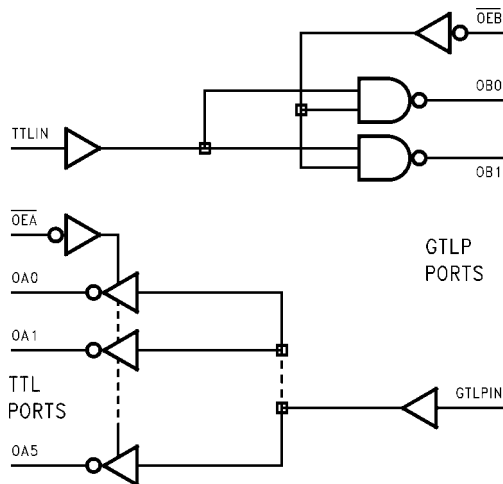 OEB
OB0
TTLIN
OB1
OEA
GTLP
PORTS
OA0
OA1
TTL
PORTS
GTLPIN
OA5